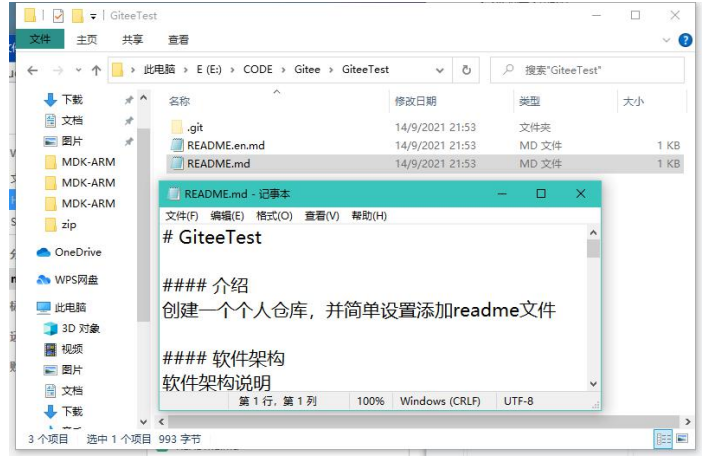 GiteeTest
文件 主页 共享 查看
此电脑 > E (E:) > CODE > Gitee > GiteeTest
搜索"GiteeTest"
名称 修改日期 类型 大小
下载
文档
图片
MDK-ARM
MDK-ARM
MDK-ARM
zip
OneDrive
WPS网盘
此电脑
3D 对象
视频
图片
文档
下载
.git 14/9/2021 21:53 文件夹
README.en.md 14/9/2021 21:53 MD 文件 1 KB
README.md 14/9/2021 21:53 MD 文件 1 KB
README.md - 记事本
文件(F) 编辑(E) 格式(O) 查看(V) 帮助(H)
# GiteeTest
#### 介绍
创建一个个人仓库，并简单设置添加readme文件
#### 软件架构
软件架构说明
第 1 行，第 1 列 100% Windows (CRLF) UTF-8
3 个项目 选中 1 个项目 993 字节